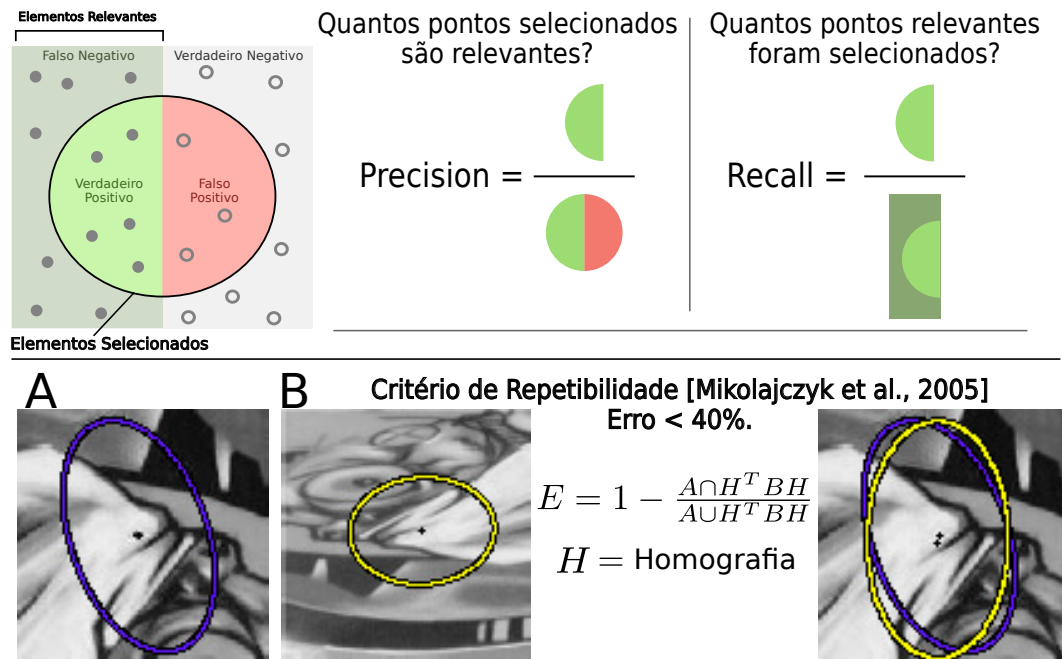 Elementos Relevantes
Falso Negativo
Verdadeiro Negativo
Verdadeiro
Positivo
Falso
Positivo
Elementos Selecionados
Quantos pontos selecionados
são relevantes?
Precision =
Quantos pontos relevantes
foram selecionados?
Recall =
A
B
Critério de Repetibilidade [Mikolajczyk et al., 2005]
Erro < 40%.
E = 1 − A∩H^T BH / A∪H^T BH
H = Homografia